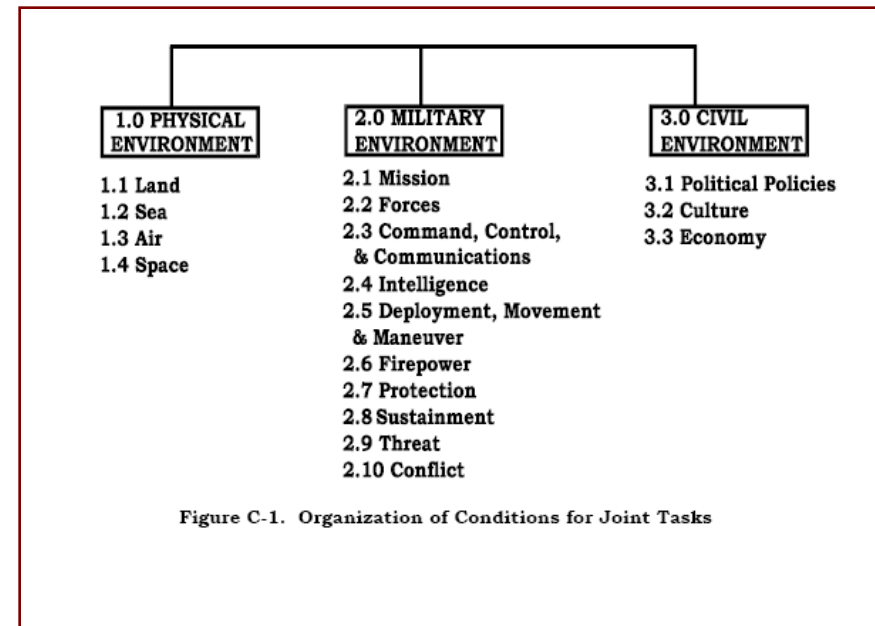 1.0 PHYSICAL
ENVIRONMENT
1.1 Land
1.2 Sea
1.3 Air
1.4 Space
2.0 MILITARY
ENVIRONMENT
2.1 Mission
2.2 Forces
2.3 Command, Control,
& Communications
2.4 Intelligence
2.5 Deployment, Movement
& Maneuver
2.6 Firepower
2.7 Protection
2.8 Sustainment
2.9 Threat
2.10 Conflict
3.0 CIVIL
ENVIRONMENT
3.1 Political Policies
3.2 Culture
3.3 Economy
Figure C-1. Organization of Conditions for Joint Tasks